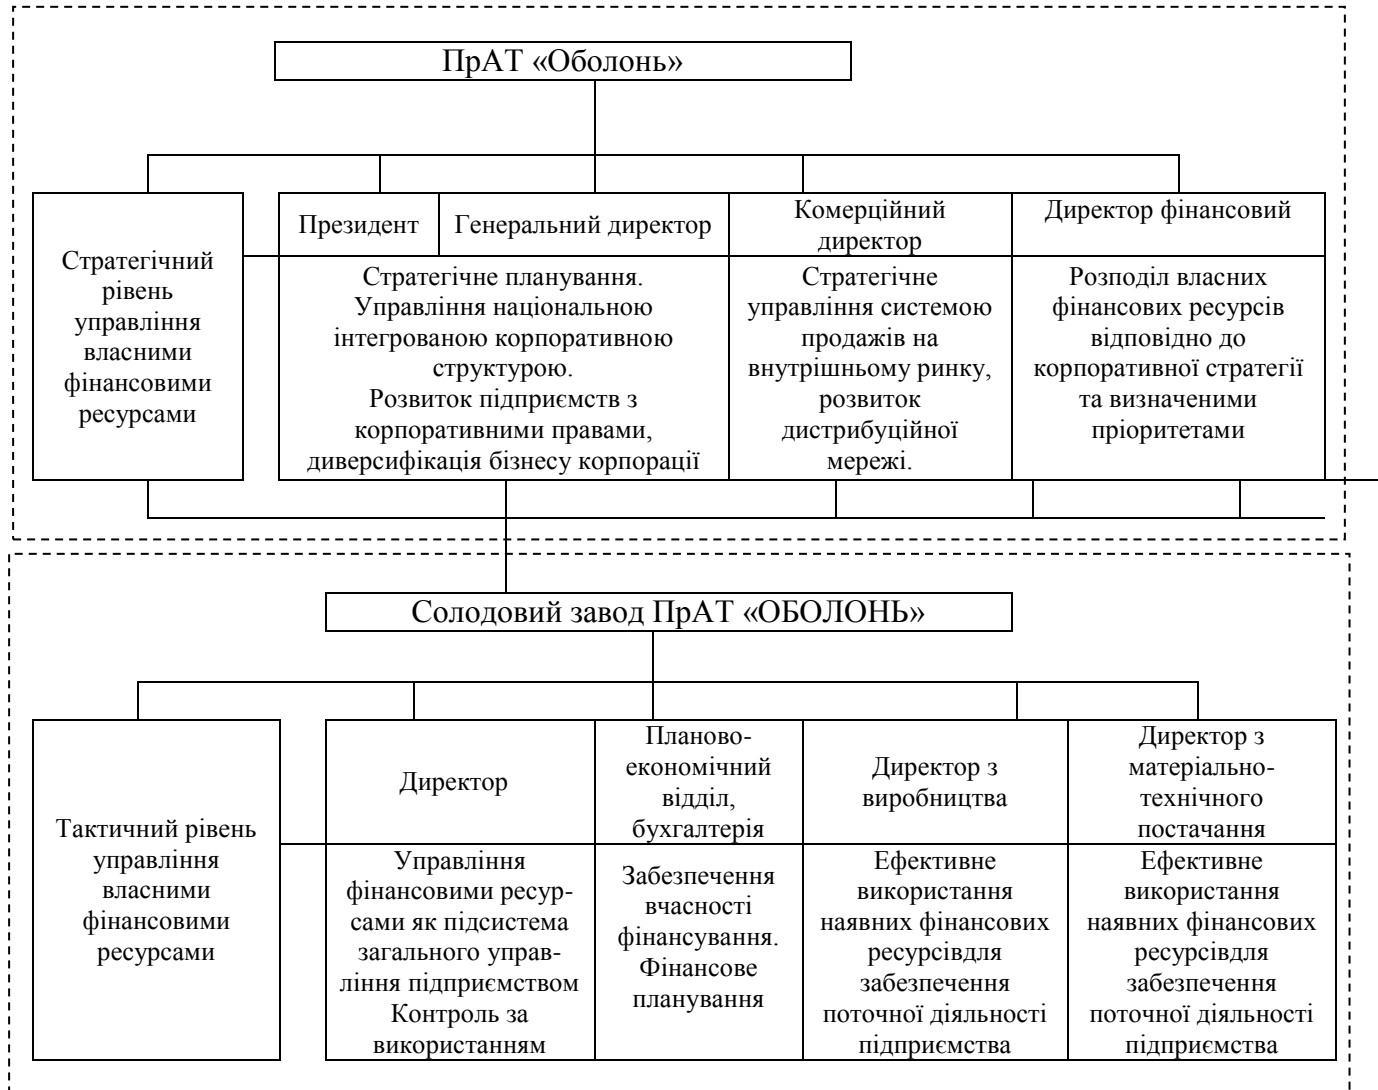 ПрАТ «Оболонь»
Стратегічний
рівень
управління
власними
фінансовими
ресурсами
Президент
Генеральний директор
Комерційний
директор
Директор фінансовий
Стратегічне планування.
Управління національною
інтегрованою корпоративною
структурою.
Розвиток підприємств з
корпоративними правами,
диверсифікація бізнесу корпорації
Стратегічне
управління системою
продажів на
внутрішньому ринку,
розвиток
дистрибуційної
мережі.
Розподіл власних
фінансових ресурсів
відповідно до
корпоративної стратегії
та визначеними
пріоритетами
Солодовий завод ПрАТ «ОБОЛОНЬ»
Тактичний рівень
управління
власними
фінансовими
ресурсами
Директор
Планово-
економічний
відділ,
бухгалтерія
Директор з
виробництва
Директор з
матеріально-
технічного
постачання
Управління
фінансовими ресур-
сами як підсистема
загального управ-
ління підприємством
Контроль за
використанням
Забезпечення
вчасності
фінансування.
Фінансове
планування
Ефективне
використання
наявних фінансових
ресурсівдля
забезпечення
поточної діяльності
підприємства
Ефективне
використання
наявних фінансових
ресурсівдля
забезпечення
поточної діяльності
підприємства